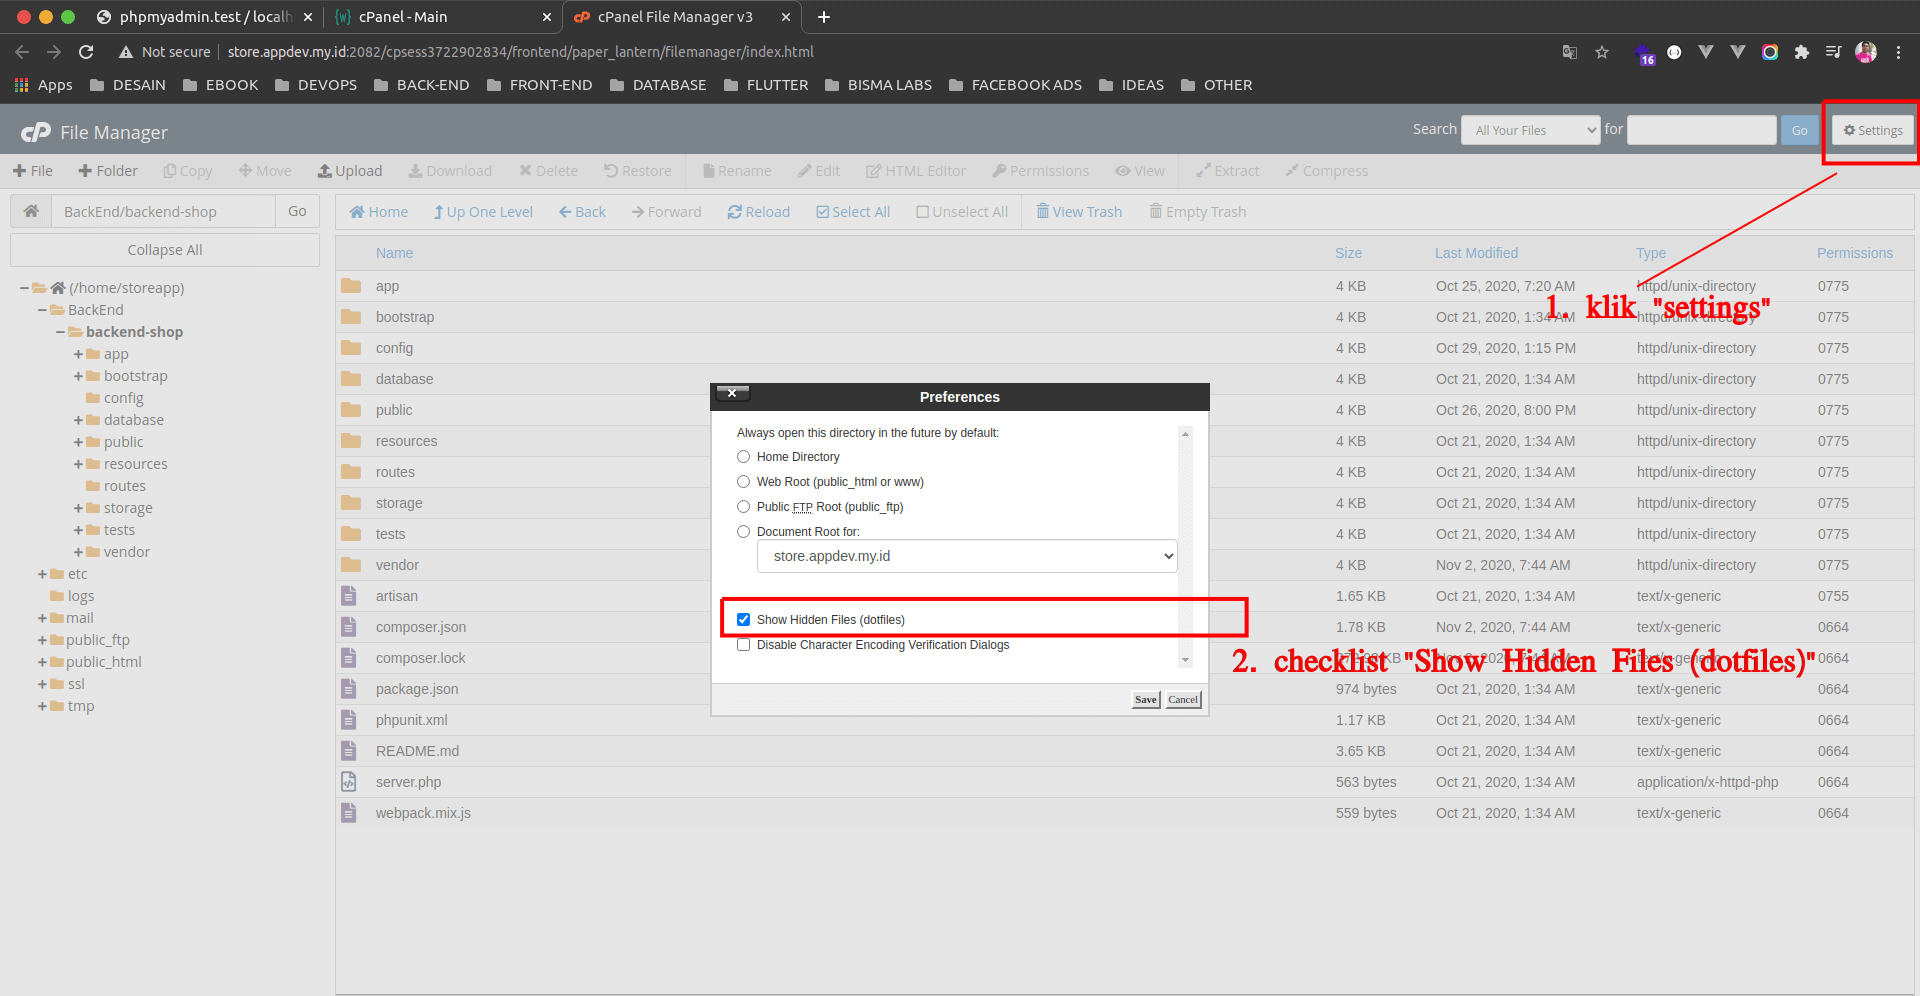 phpmyadmin.test / localh
cPanel - Main
cPanel File Manager v3
Not secure
store.appdev.my.id:2082/cpsess3722902834/frontend/paper_lantern/filemanager/index.html
16
Apps DESAIN EBOOK DEVOPS BACK-END FRONT-END DATABASE FLUTTER BISMA LABS FACEBOOK ADS IDEAS OTHER
cP File Manager
Search All Your Files for Go Settings
File Folder Copy Move Upload Download Delete Restore Rename Edit HTML Editor Permissions View Extract Compress
BackEnd/backend-shop Go
Home Up One Level Back Forward Reload Select All Unselect All View Trash Empty Trash
Collapse All
(/home/storeapp)
BackEnd
backend-shop
app
bootstrap
config
database
public
resources
routes
storage
tests
vendor
etc
logs
mail
public_ftp
public_html
ssl
tmp
Name Size Last Modified Type Permissions
app 4 KB Oct 25, 2020, 7:20 AM httpd/unix-directory 0775
bootstrap 4 KB Oct 21, 2020, 1:34 AM httpd/unix-directory 0775
config 4 KB Oct 29, 2020, 1:15 PM httpd/unix-directory 0775
database 4 KB Oct 21, 2020, 1:34 AM httpd/unix-directory 0775
public 4 KB Oct 26, 2020, 8:00 PM httpd/unix-directory 0775
resources 4 KB Oct 21, 2020, 1:34 AM httpd/unix-directory 0775
routes 4 KB Oct 21, 2020, 1:34 AM httpd/unix-directory 0775
storage 4 KB Oct 21, 2020, 1:34 AM httpd/unix-directory 0775
tests 4 KB Oct 21, 2020, 1:34 AM httpd/unix-directory 0775
vendor 4 KB Nov 2, 2020, 7:44 AM httpd/unix-directory 0775
artisan 1.65 KB Oct 21, 2020, 1:34 AM text/x-generic 0755
composer.json 1.78 KB Nov 2, 2020, 7:44 AM text/x-generic 0664
composer.lock KB Nov 2, 2020, 7:44 AM text/x-generic 0664
package.json 974 bytes Oct 21, 2020, 1:34 AM text/x-generic 0664
phpunit.xml 1.17 KB Oct 21, 2020, 1:34 AM text/x-generic 0664
README.md 3.65 KB Oct 21, 2020, 1:34 AM text/x-generic 0664
server.php 563 bytes Oct 21, 2020, 1:34 AM application/x-httpd-php 0664
webpack.mix.js 559 bytes Oct 21, 2020, 1:34 AM text/x-generic 0664
1. klik "settings"
Preferences
Always open this directory in the future by default:
Home Directory
Web Root (public_html or www)
Public FTP Root (public_ftp)
Document Root for:
store.appdev.my.id
Show Hidden Files (dotfiles)
Disable Character Encoding Verification Dialogs
Save Cancel
2. checklist "Show Hidden Files (dotfiles)"